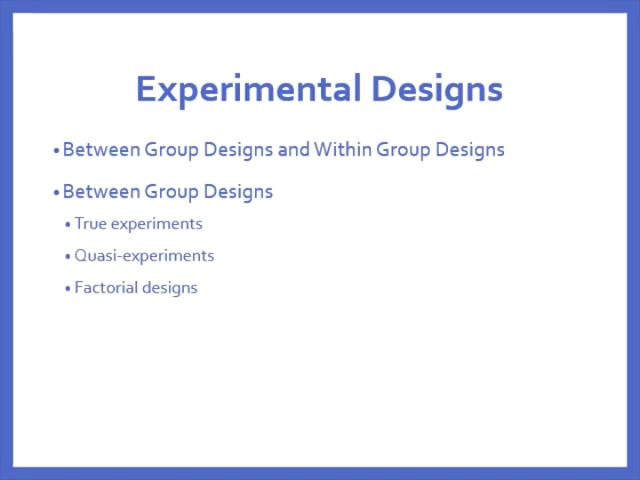 Experimental Designs
•Between Group Designs and Within Group Designs
•Between Group Designs
•True experiments
•Quasi-experiments
•Factorial designs